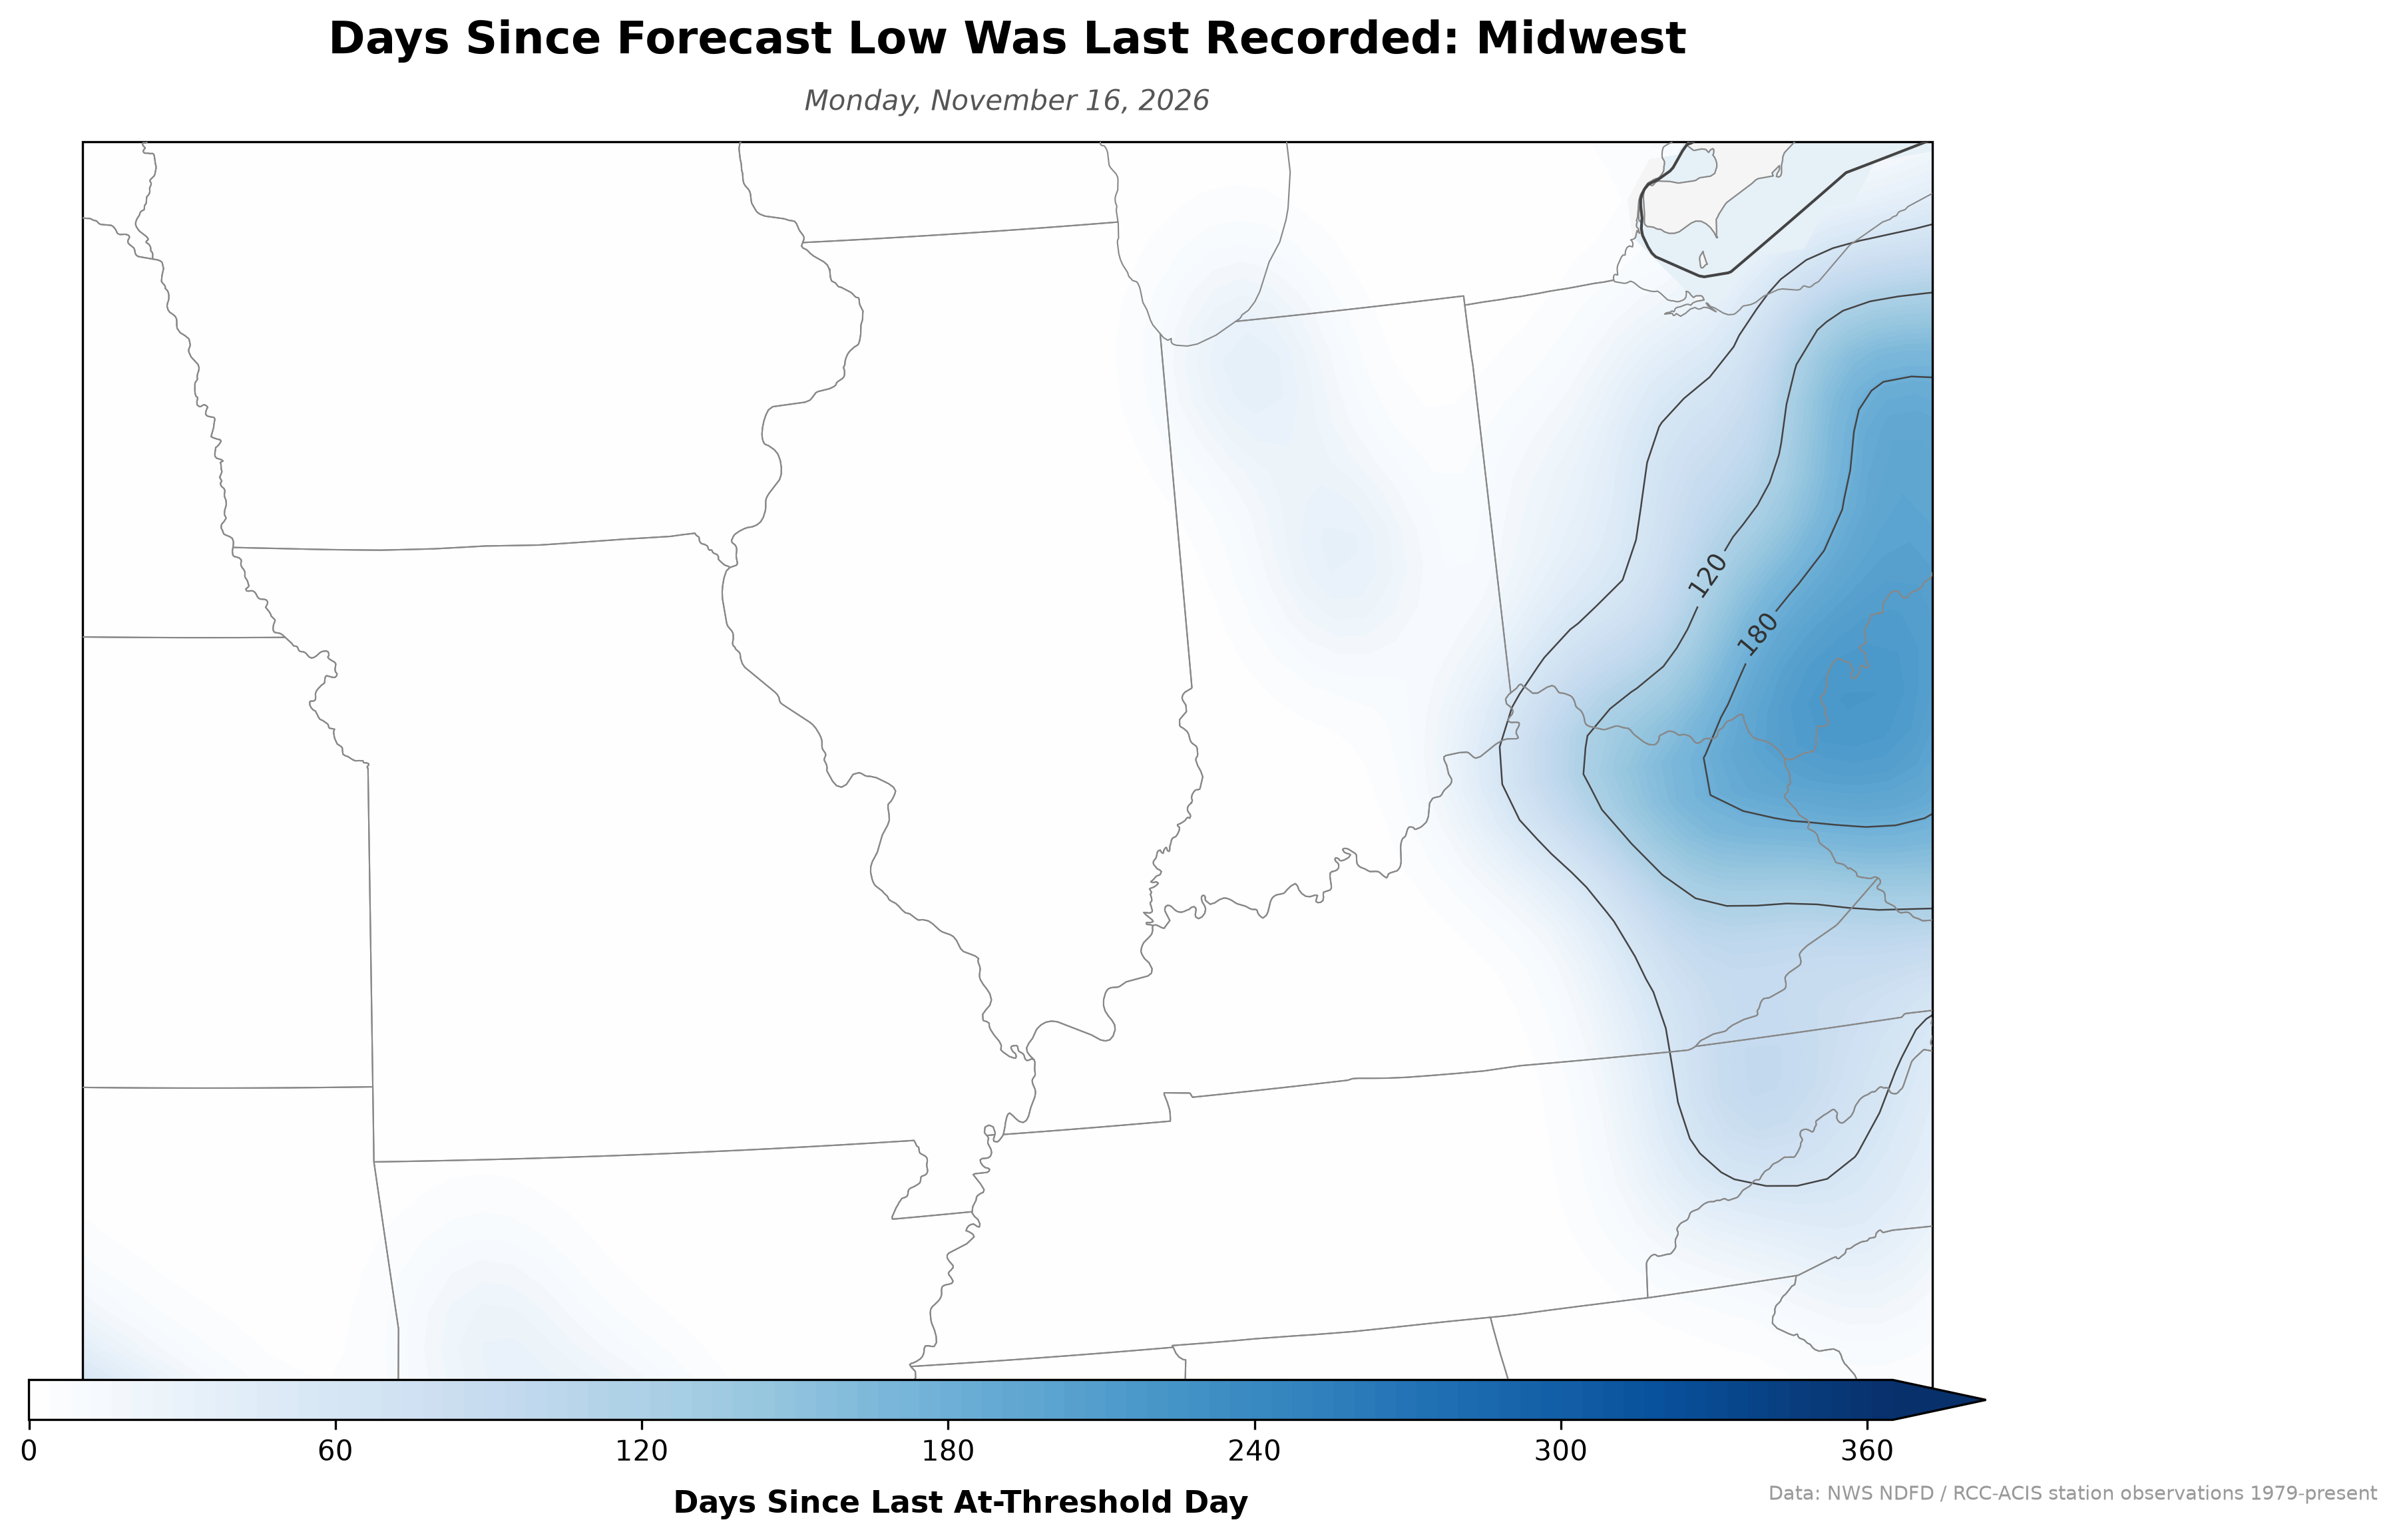 Days Since Forecast Low Was Last Recorded: Midwest
Monday, November 16, 2026
120
180
0
60
120
180
240
300
360
Days Since Last At-Threshold Day
Data: NWS NDFD / RCC-ACIS station observations 1979-present